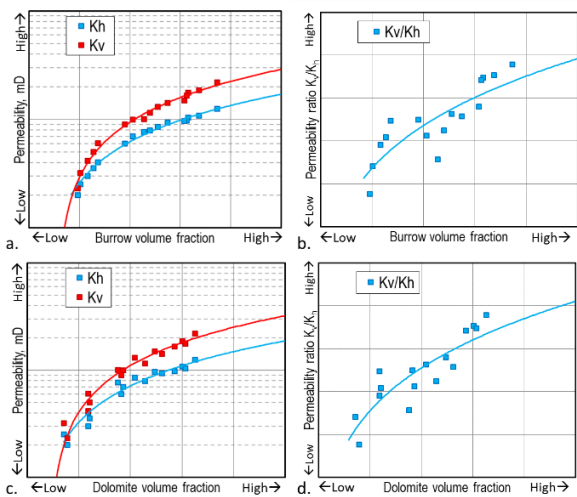 High→
Kh
Kv
Permeability, mD
←Low
←Low
Burrow volume fraction
High→
a.
High→
Kv/Kh
Permeability ratio Kv/Kh
←Low
←Low
Burrow volume fraction
High→
b.
High→
Kh
Kv
Permeability, mD
←Low
←Low
Dolomite volume fraction
High→
c.
High→
Kv/Kh
Permeability ratio Kv/Kh
←Low
←Low
Dolomite volume fraction
High→
d.